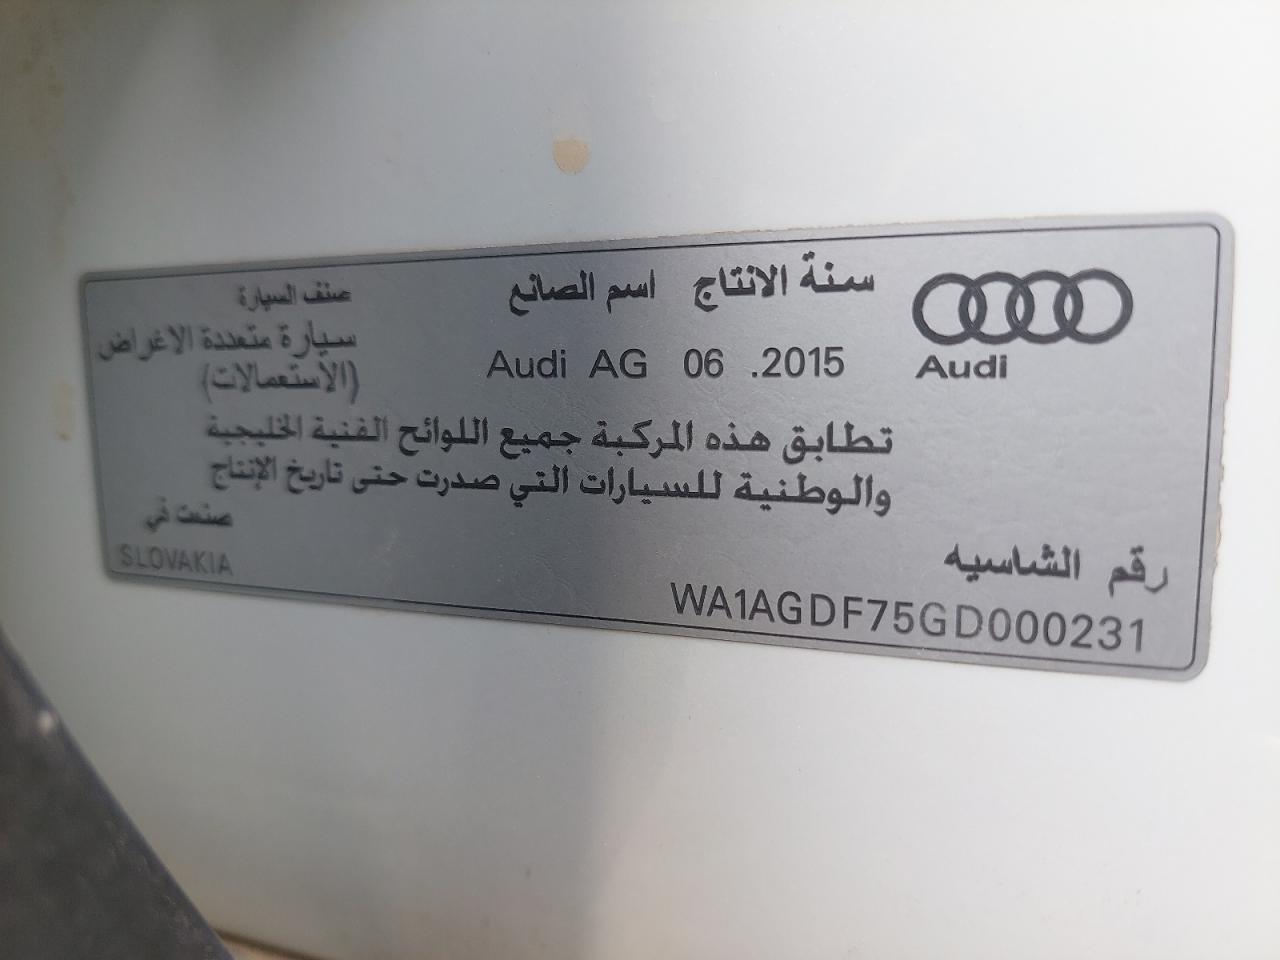 سنة الانتاج اسم الصانع صنف السيارة
سيارة متعددة الاغراض
Audi AG 06 .2015
(الأستعمالات)
Audi
تطابق هذه المركبة جميع اللوائح الفنية الخليجية
والوطنية للسيارات التي صدرت حتى تاريخ الإنتاج
صنعت في
SLOVAKIA
رقم الشاسيه
WA1AGDF75GD000231